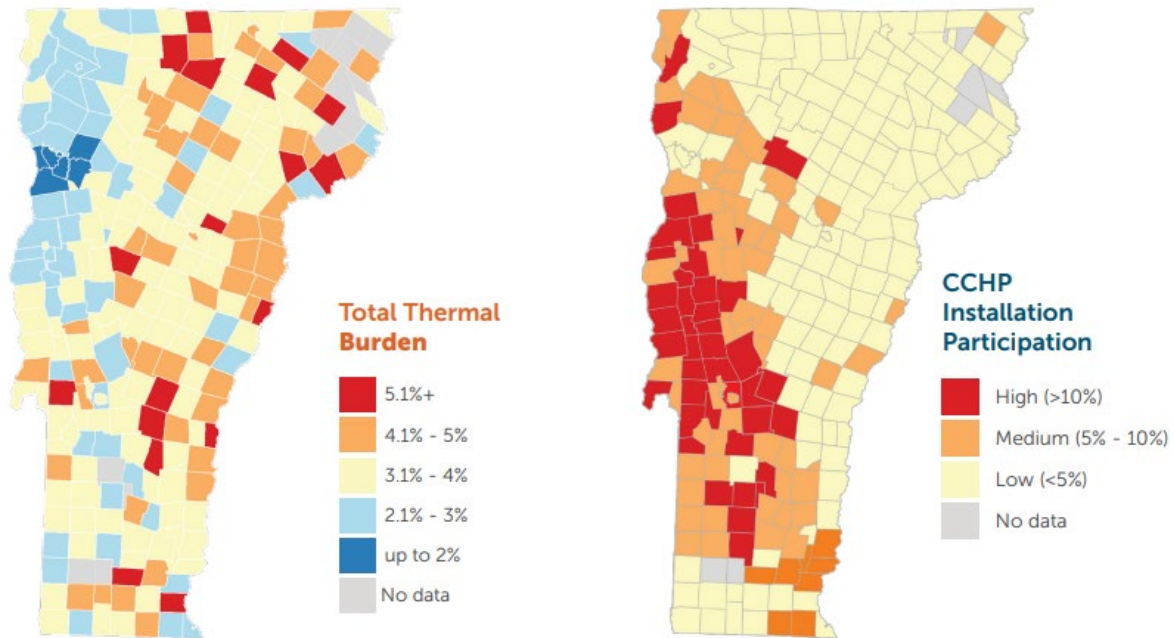 Total Thermal
Burden
5.1%+
4.1% - 5%
3.1% - 4%
2.1% - 3%
up to 2%
No data
CCHP
Installation
Participation
High (>10%)
Medium (5% - 10%)
Low (<5%)
No data